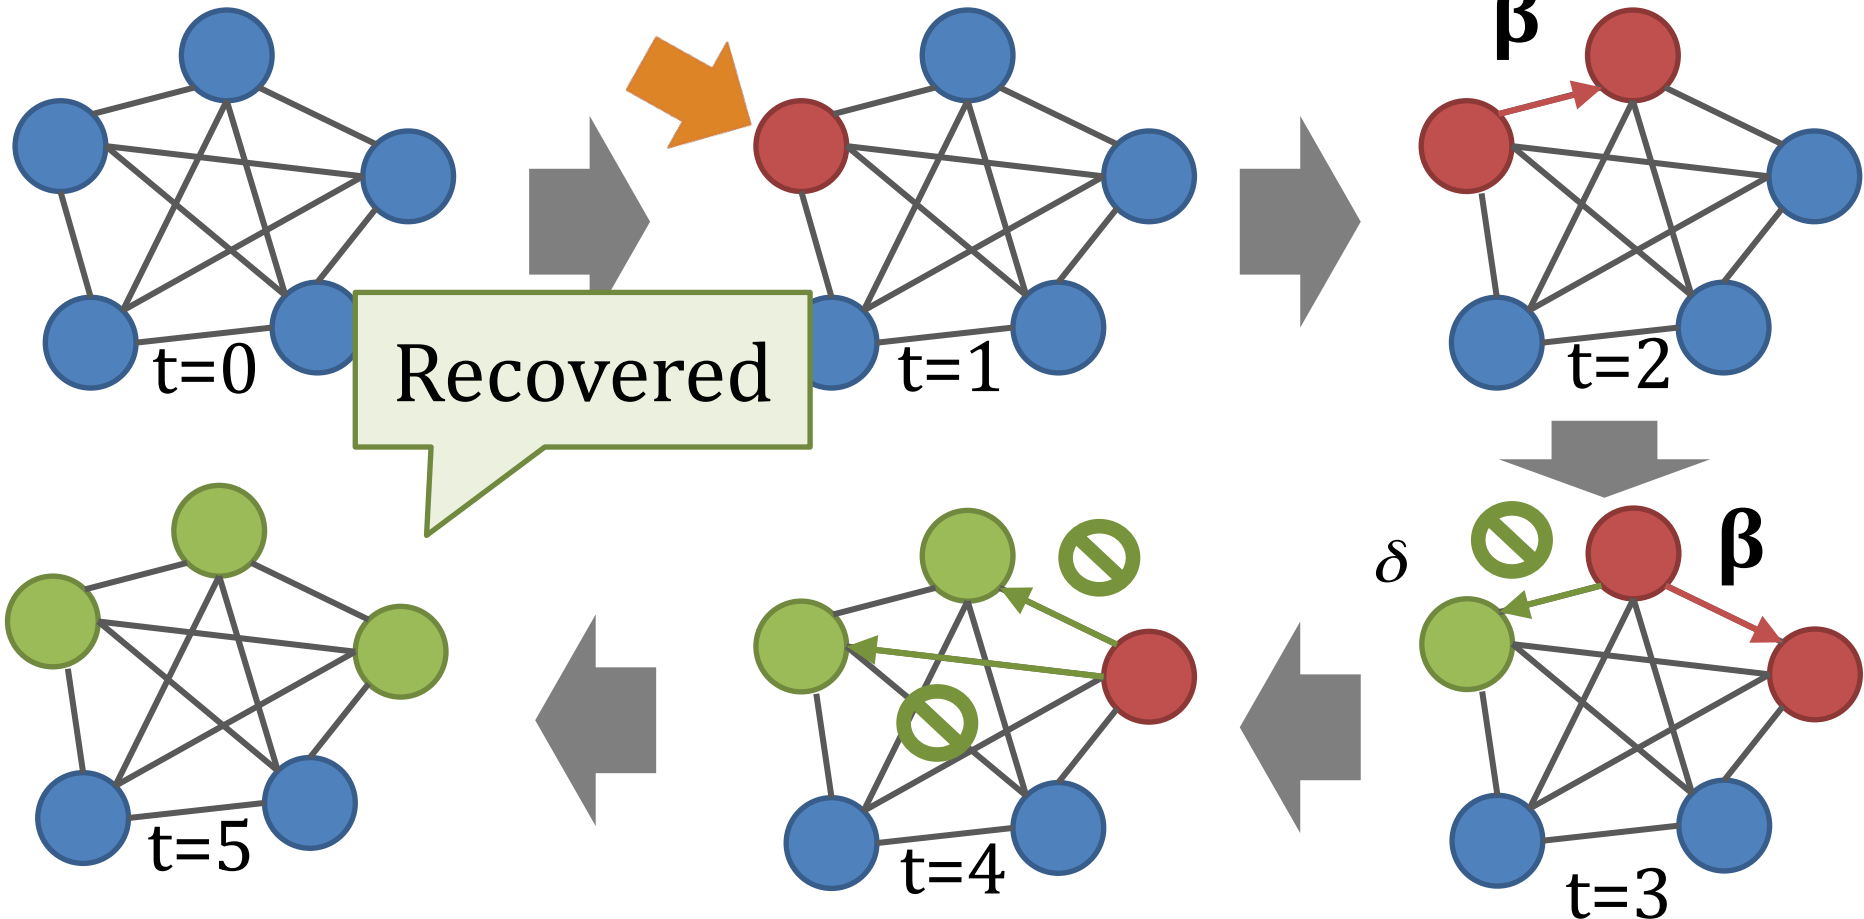 β
t=0
t=1
t=2
Recovered
δ
β
t=5
t=4
t=3